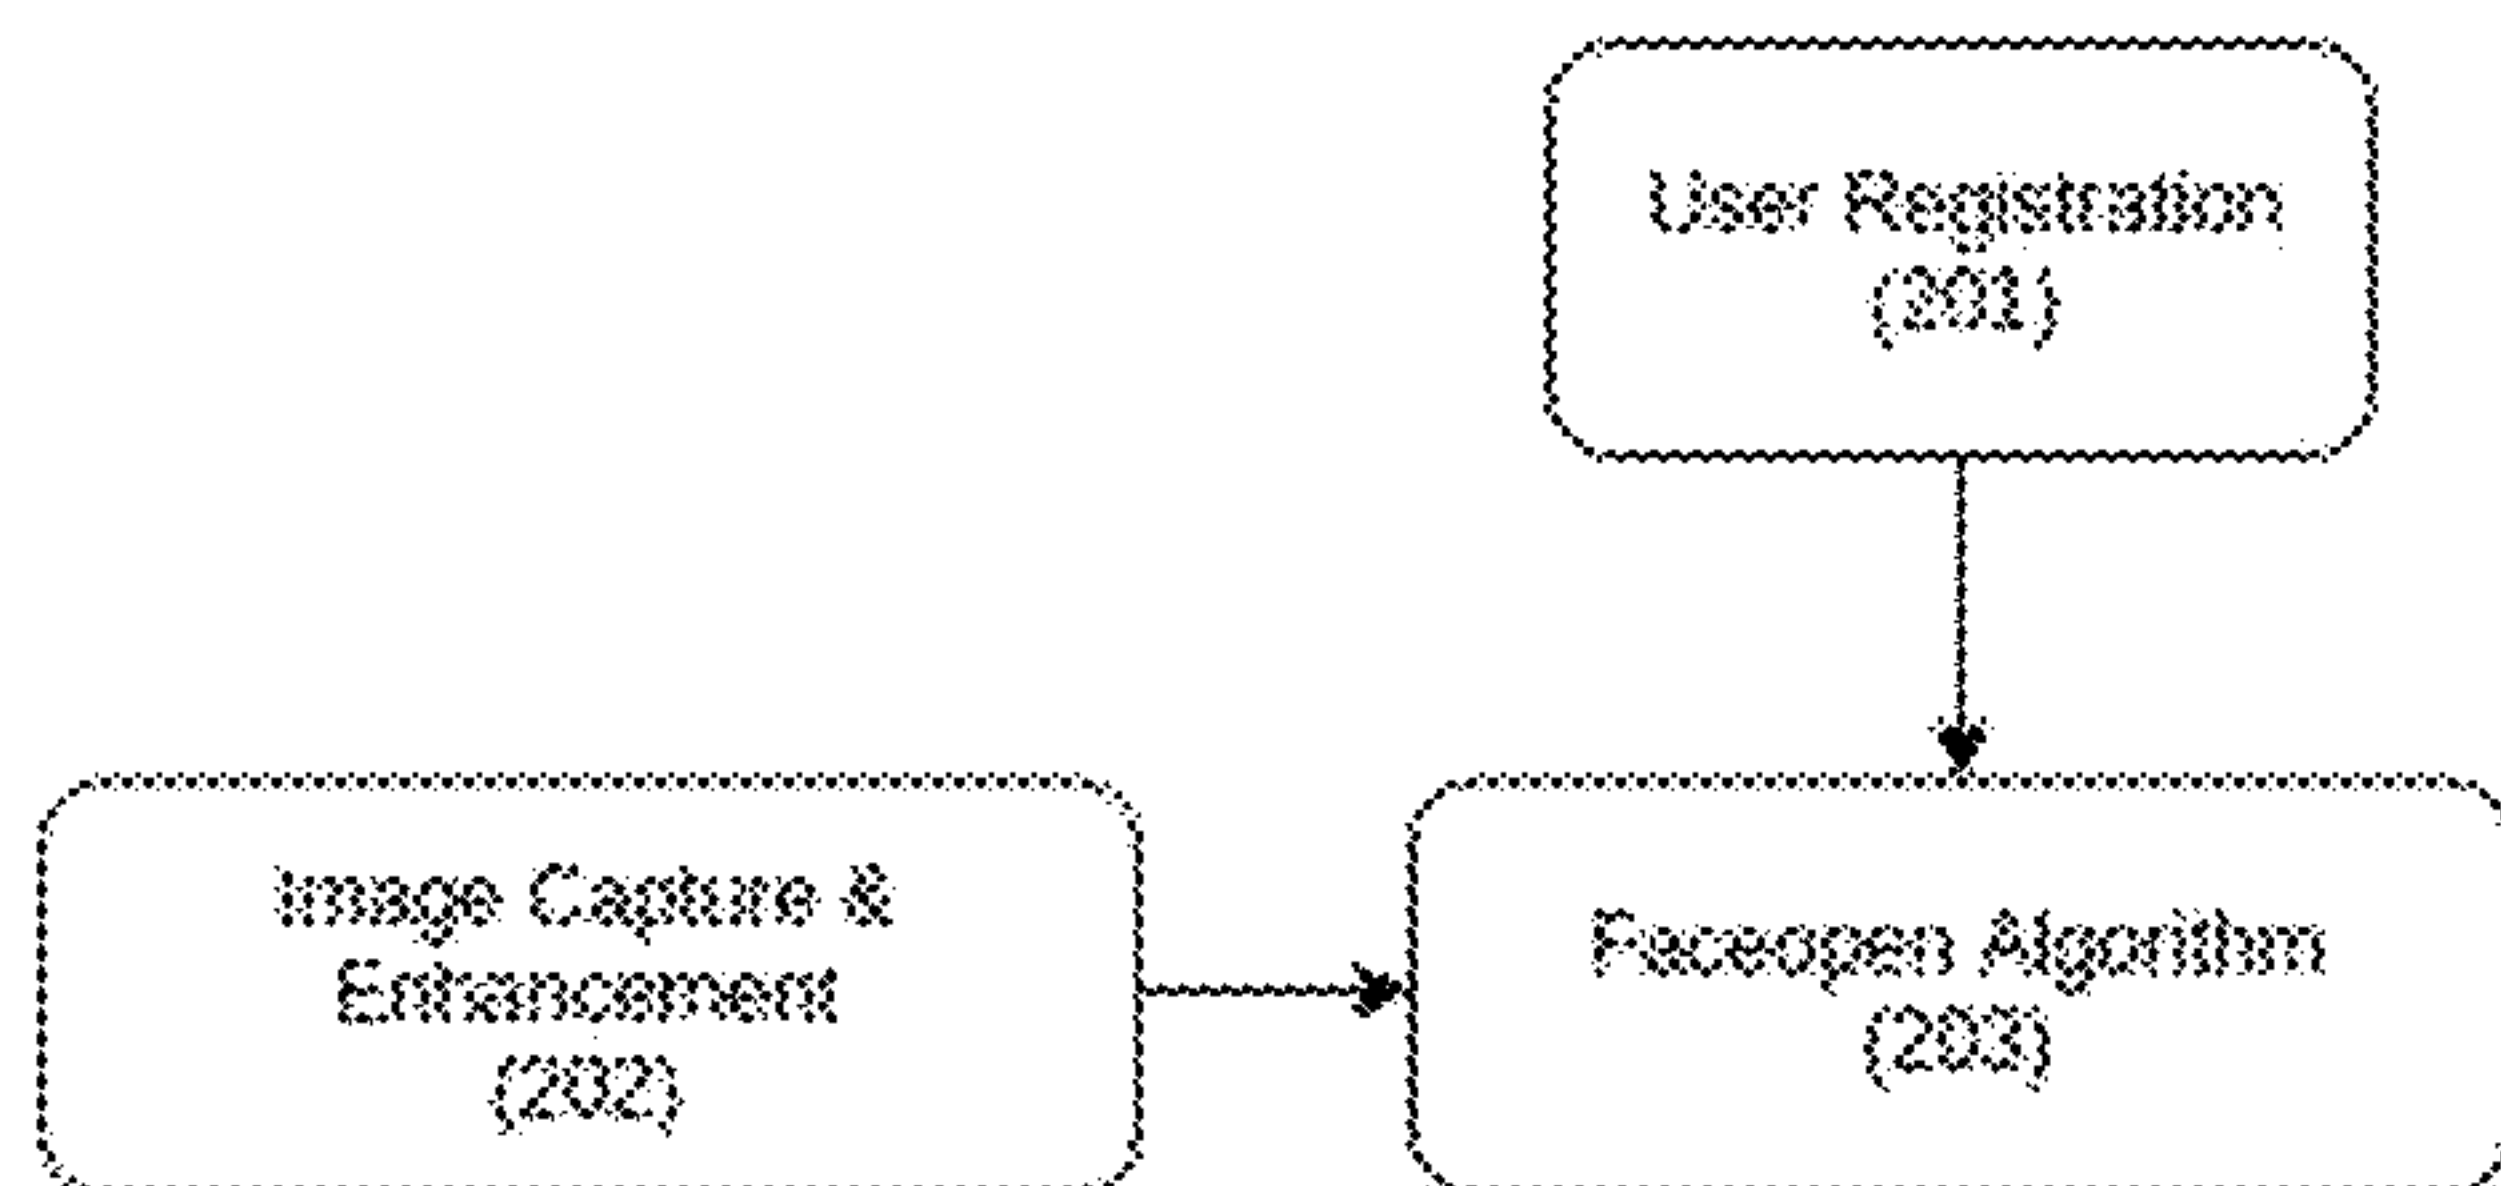 User Registration
(201)
Image Capture &
Enhancement
(202)
Faceopen Algorithm
(203)